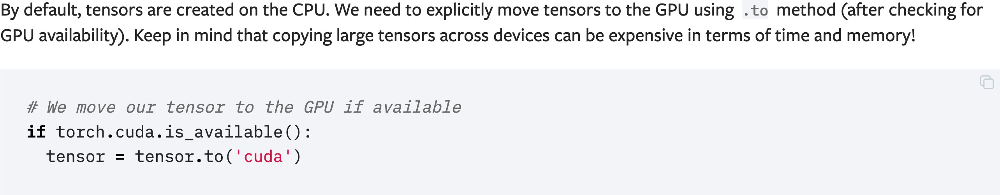 By default, tensors are created on the CPU. We need to explicitly move tensors to the GPU using .to method (after checking for
GPU availability). Keep in mind that copying large tensors across devices can be expensive in terms of time and memory!
# We move our tensor to the GPU if available
if torch.cuda.is_available():
  tensor = tensor.to('cuda')